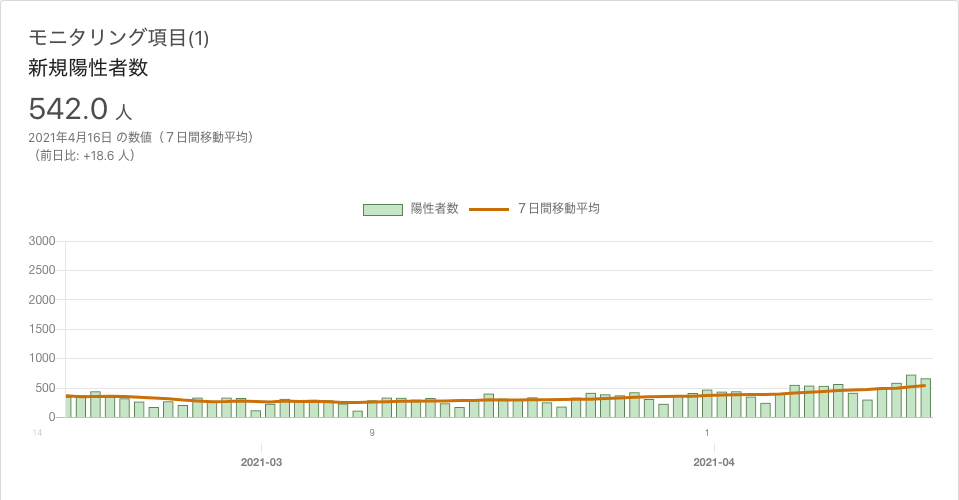 モニタリング項目(1)
新規陽性者数
542.0 人
2021年4月16日 の数値（７日間移動平均）
（前日比: +18.6 人）
陽性者数 ７日間移動平均
3000
2500
2000
1500
1000
500
0
14 9 1
2021-03 2021-04